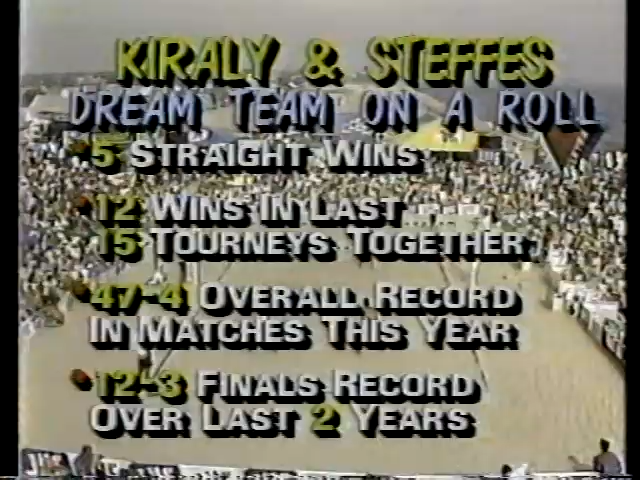 KIRALY & STEFFES
DREAM TEAM ON A ROLL
5 STRAIGHT WINS
12 WINS IN LAST
15 TOURNEYS TOGETHER
47-4 OVERALL RECORD
IN MATCHES THIS YEAR
12-3 FINALS RECORD
OVER LAST 2 YEARS